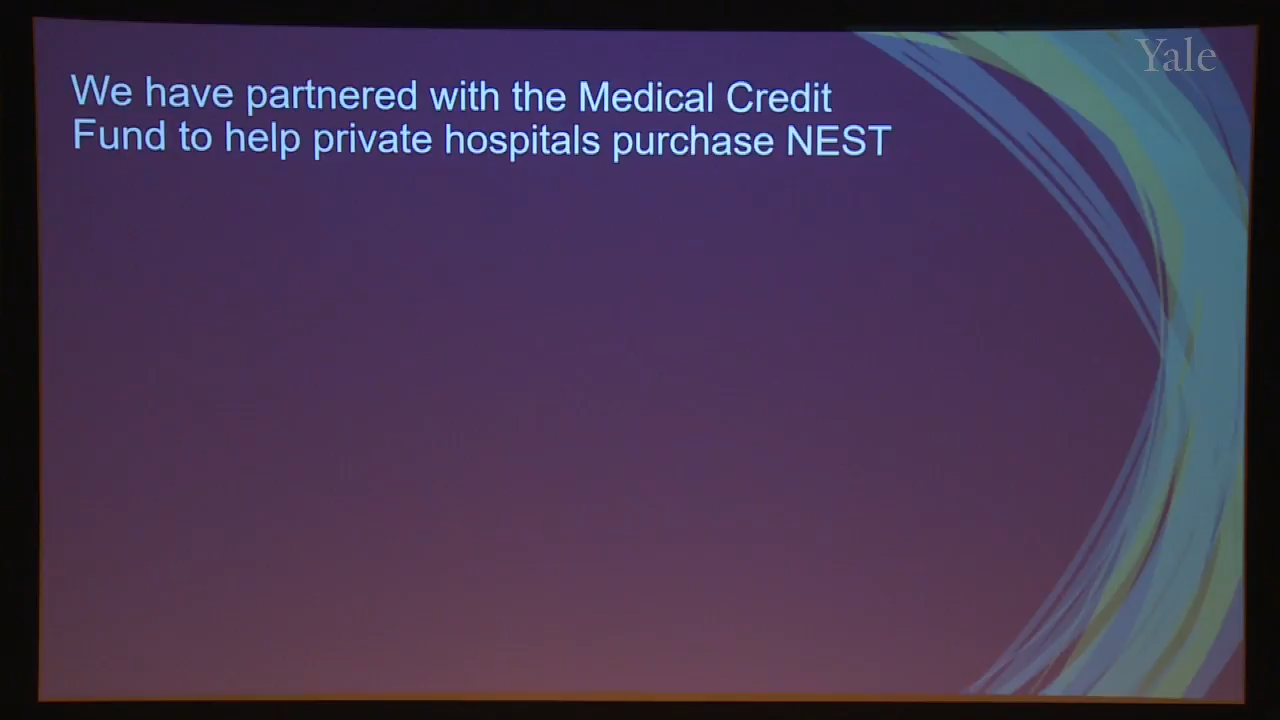 Yale
We have partnered with the Medical Credit
Fund to help private hospitals purchase NEST